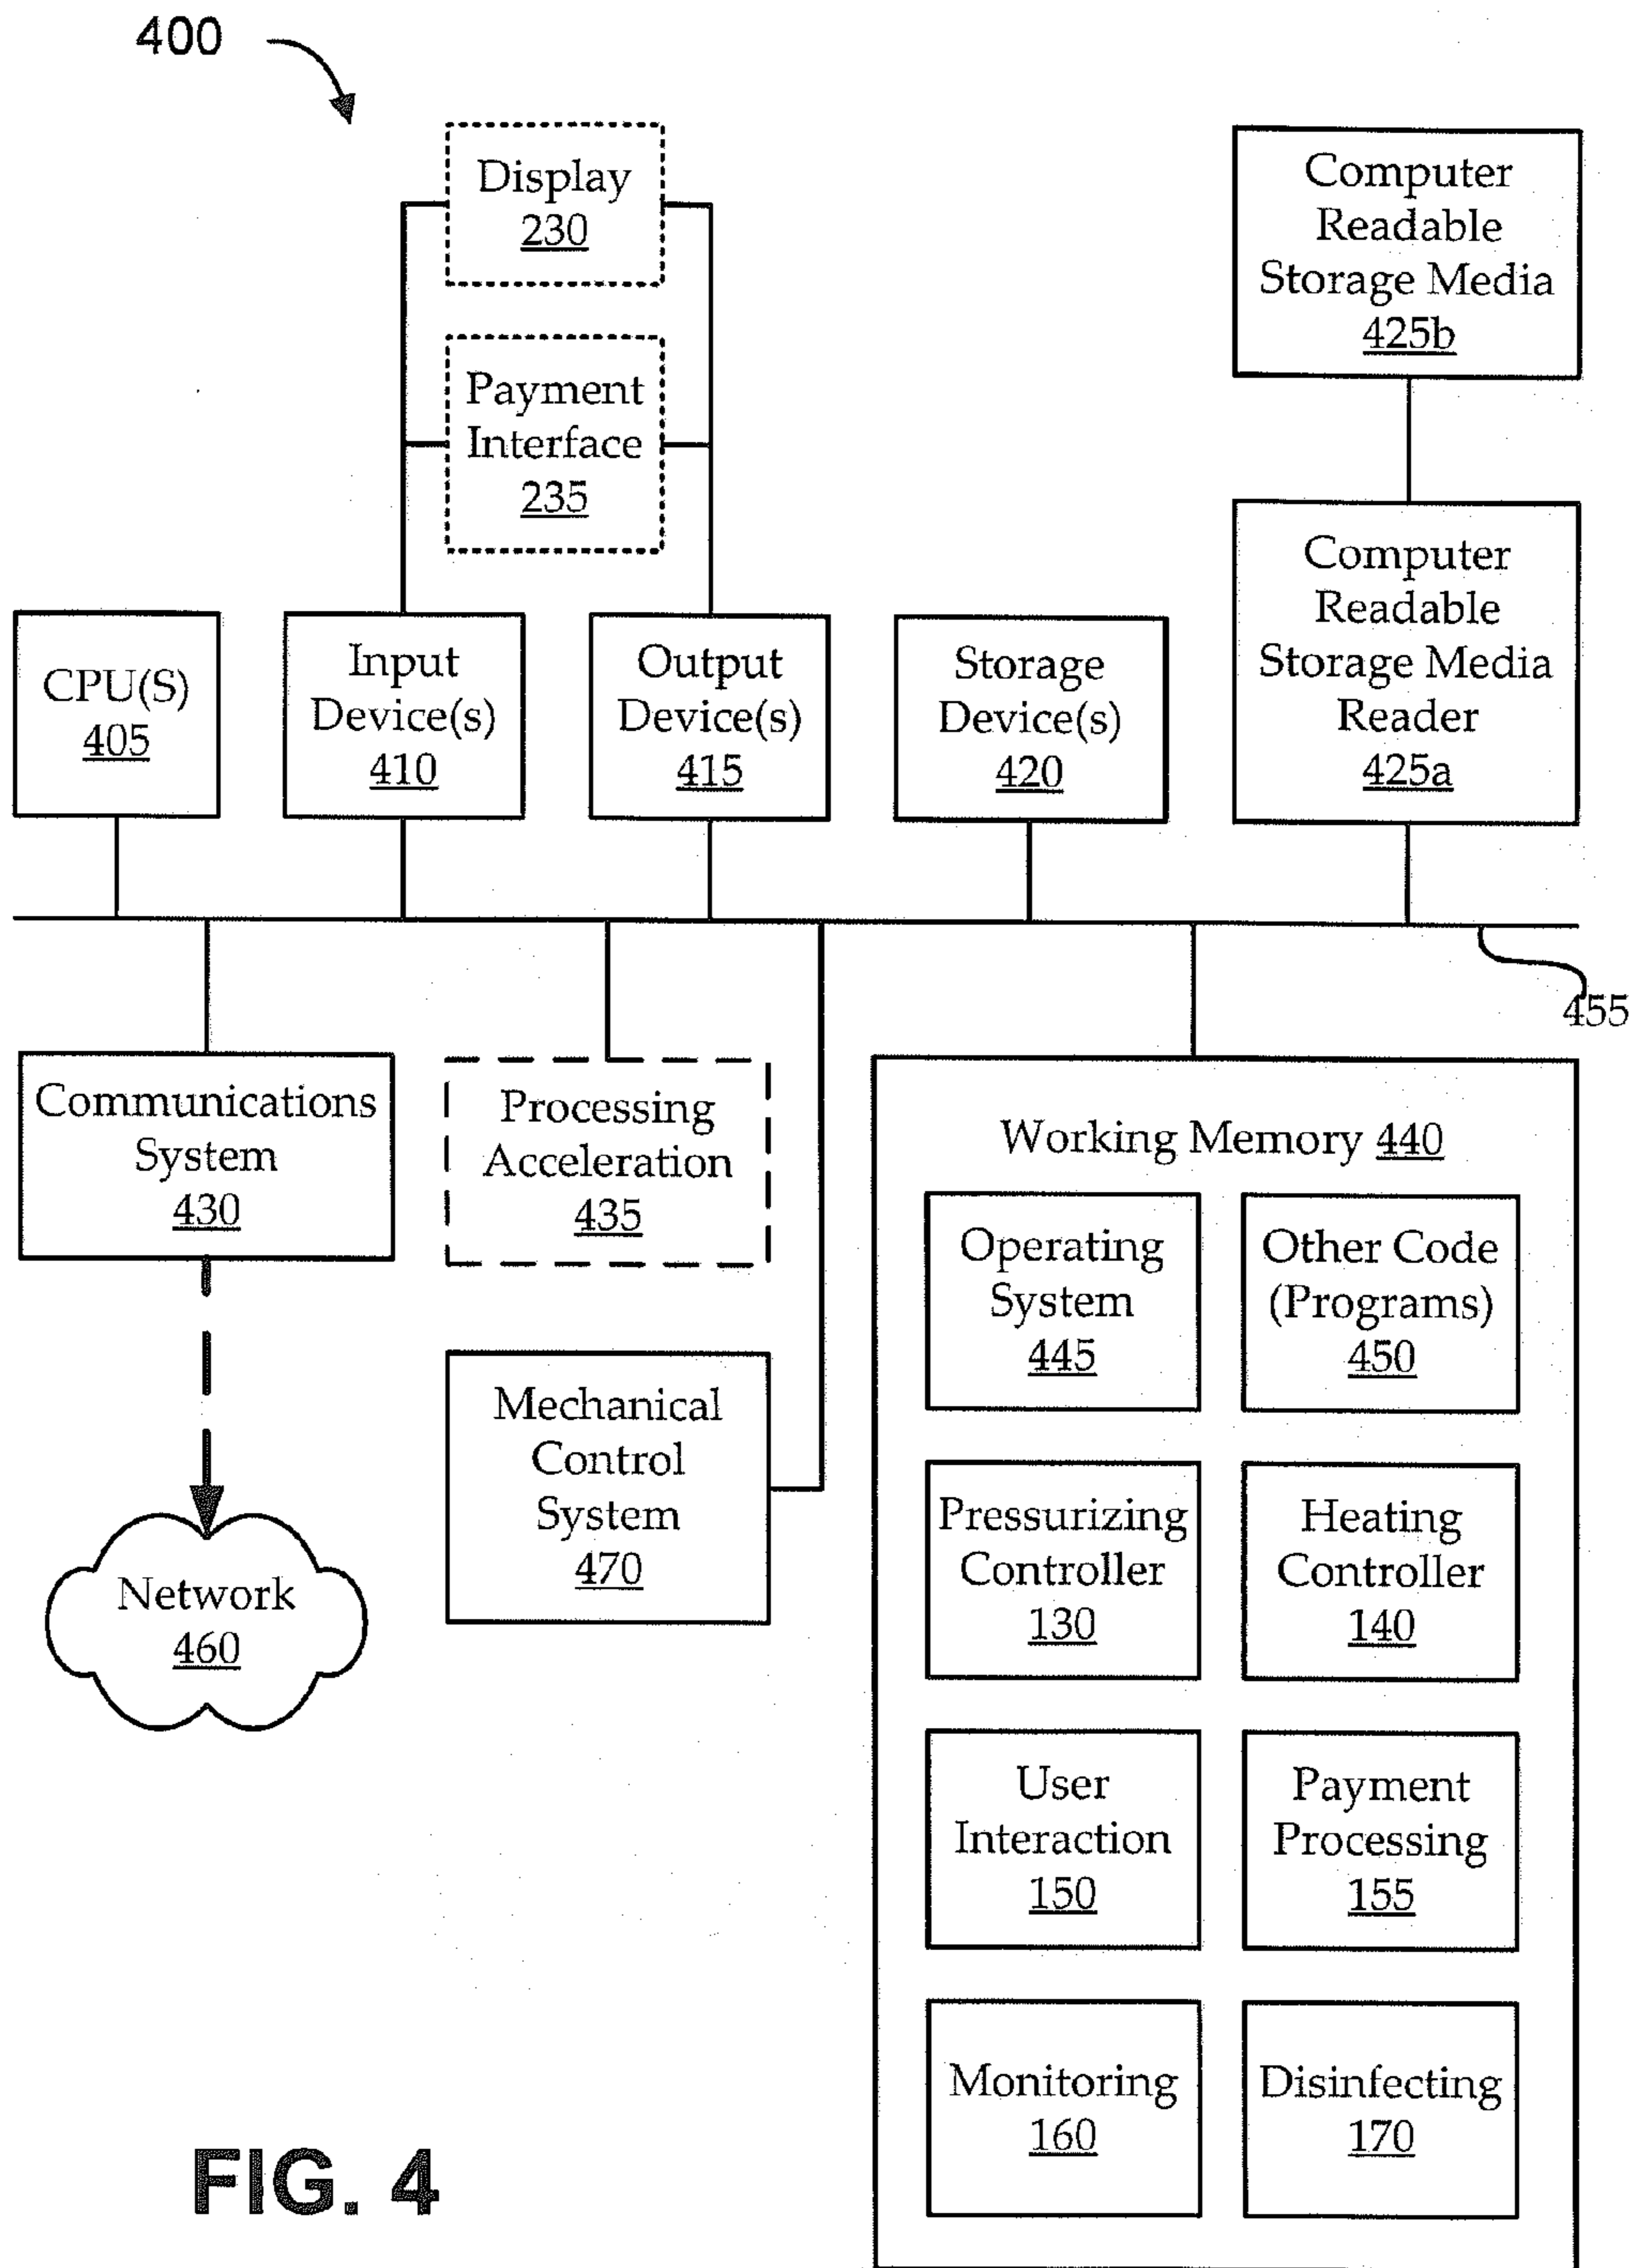 400
Display
230
Payment
Interface
235
Computer
Readable
Storage Media
425b
Computer
Readable
Storage Media
Reader
425a
CPU(S)
405
Input
Device(s)
410
Output
Device(s)
415
Storage
Device(s)
420
455
Communications
System
430
Processing
Acceleration
435
Mechanical
Control
System
470
Network
460
Working Memory 440
Operating
System
445
Other Code
(Programs)
450
Pressurizing
Controller
130
Heating
Controller
140
User
Interaction
150
Payment
Processing
155
Monitoring
160
Disinfecting
170
FIG. 4